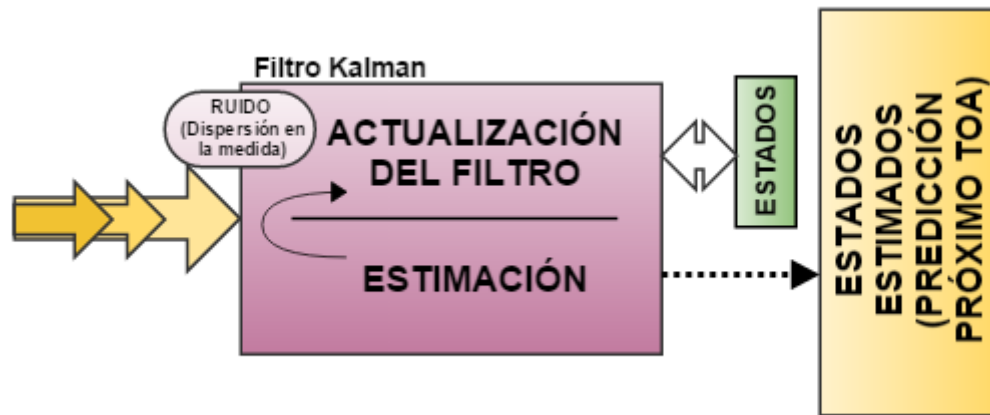 Filtro Kalman
RUIDO
(Dispersión en
la medida)
ACTUALIZACIÓN
DEL FILTRO
ESTIMACIÓN
ESTADOS
ESTADOS
ESTIMADOS
(PREDICCIÓN
PRÓXIMO TOA)